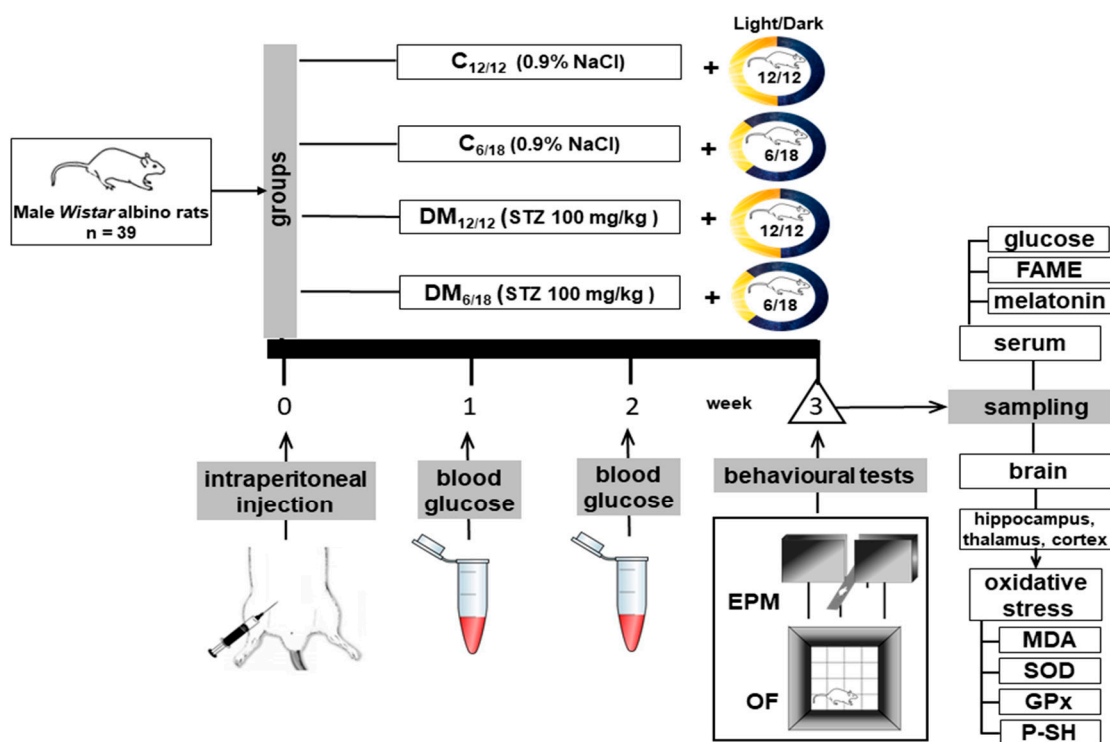 Light/Dark
C12/12 (0.9% NaCl)
+
12/12
C6/18 (0.9% NaCl)
+
6/18
Male Wistar albino rats
n = 39
groups
DM12/12 (STZ 100 mg/kg )
+
12/12
DM6/18 (STZ 100 mg/kg )
+
6/18
glucose
FAME
melatonin
serum
0
1
2
week
3
sampling
intraperitoneal
injection
blood
glucose
blood
glucose
behavioural tests
brain
hippocampus,
thalamus, cortex
EPM
OF
oxidative
stress
MDA
SOD
GPx
P-SH